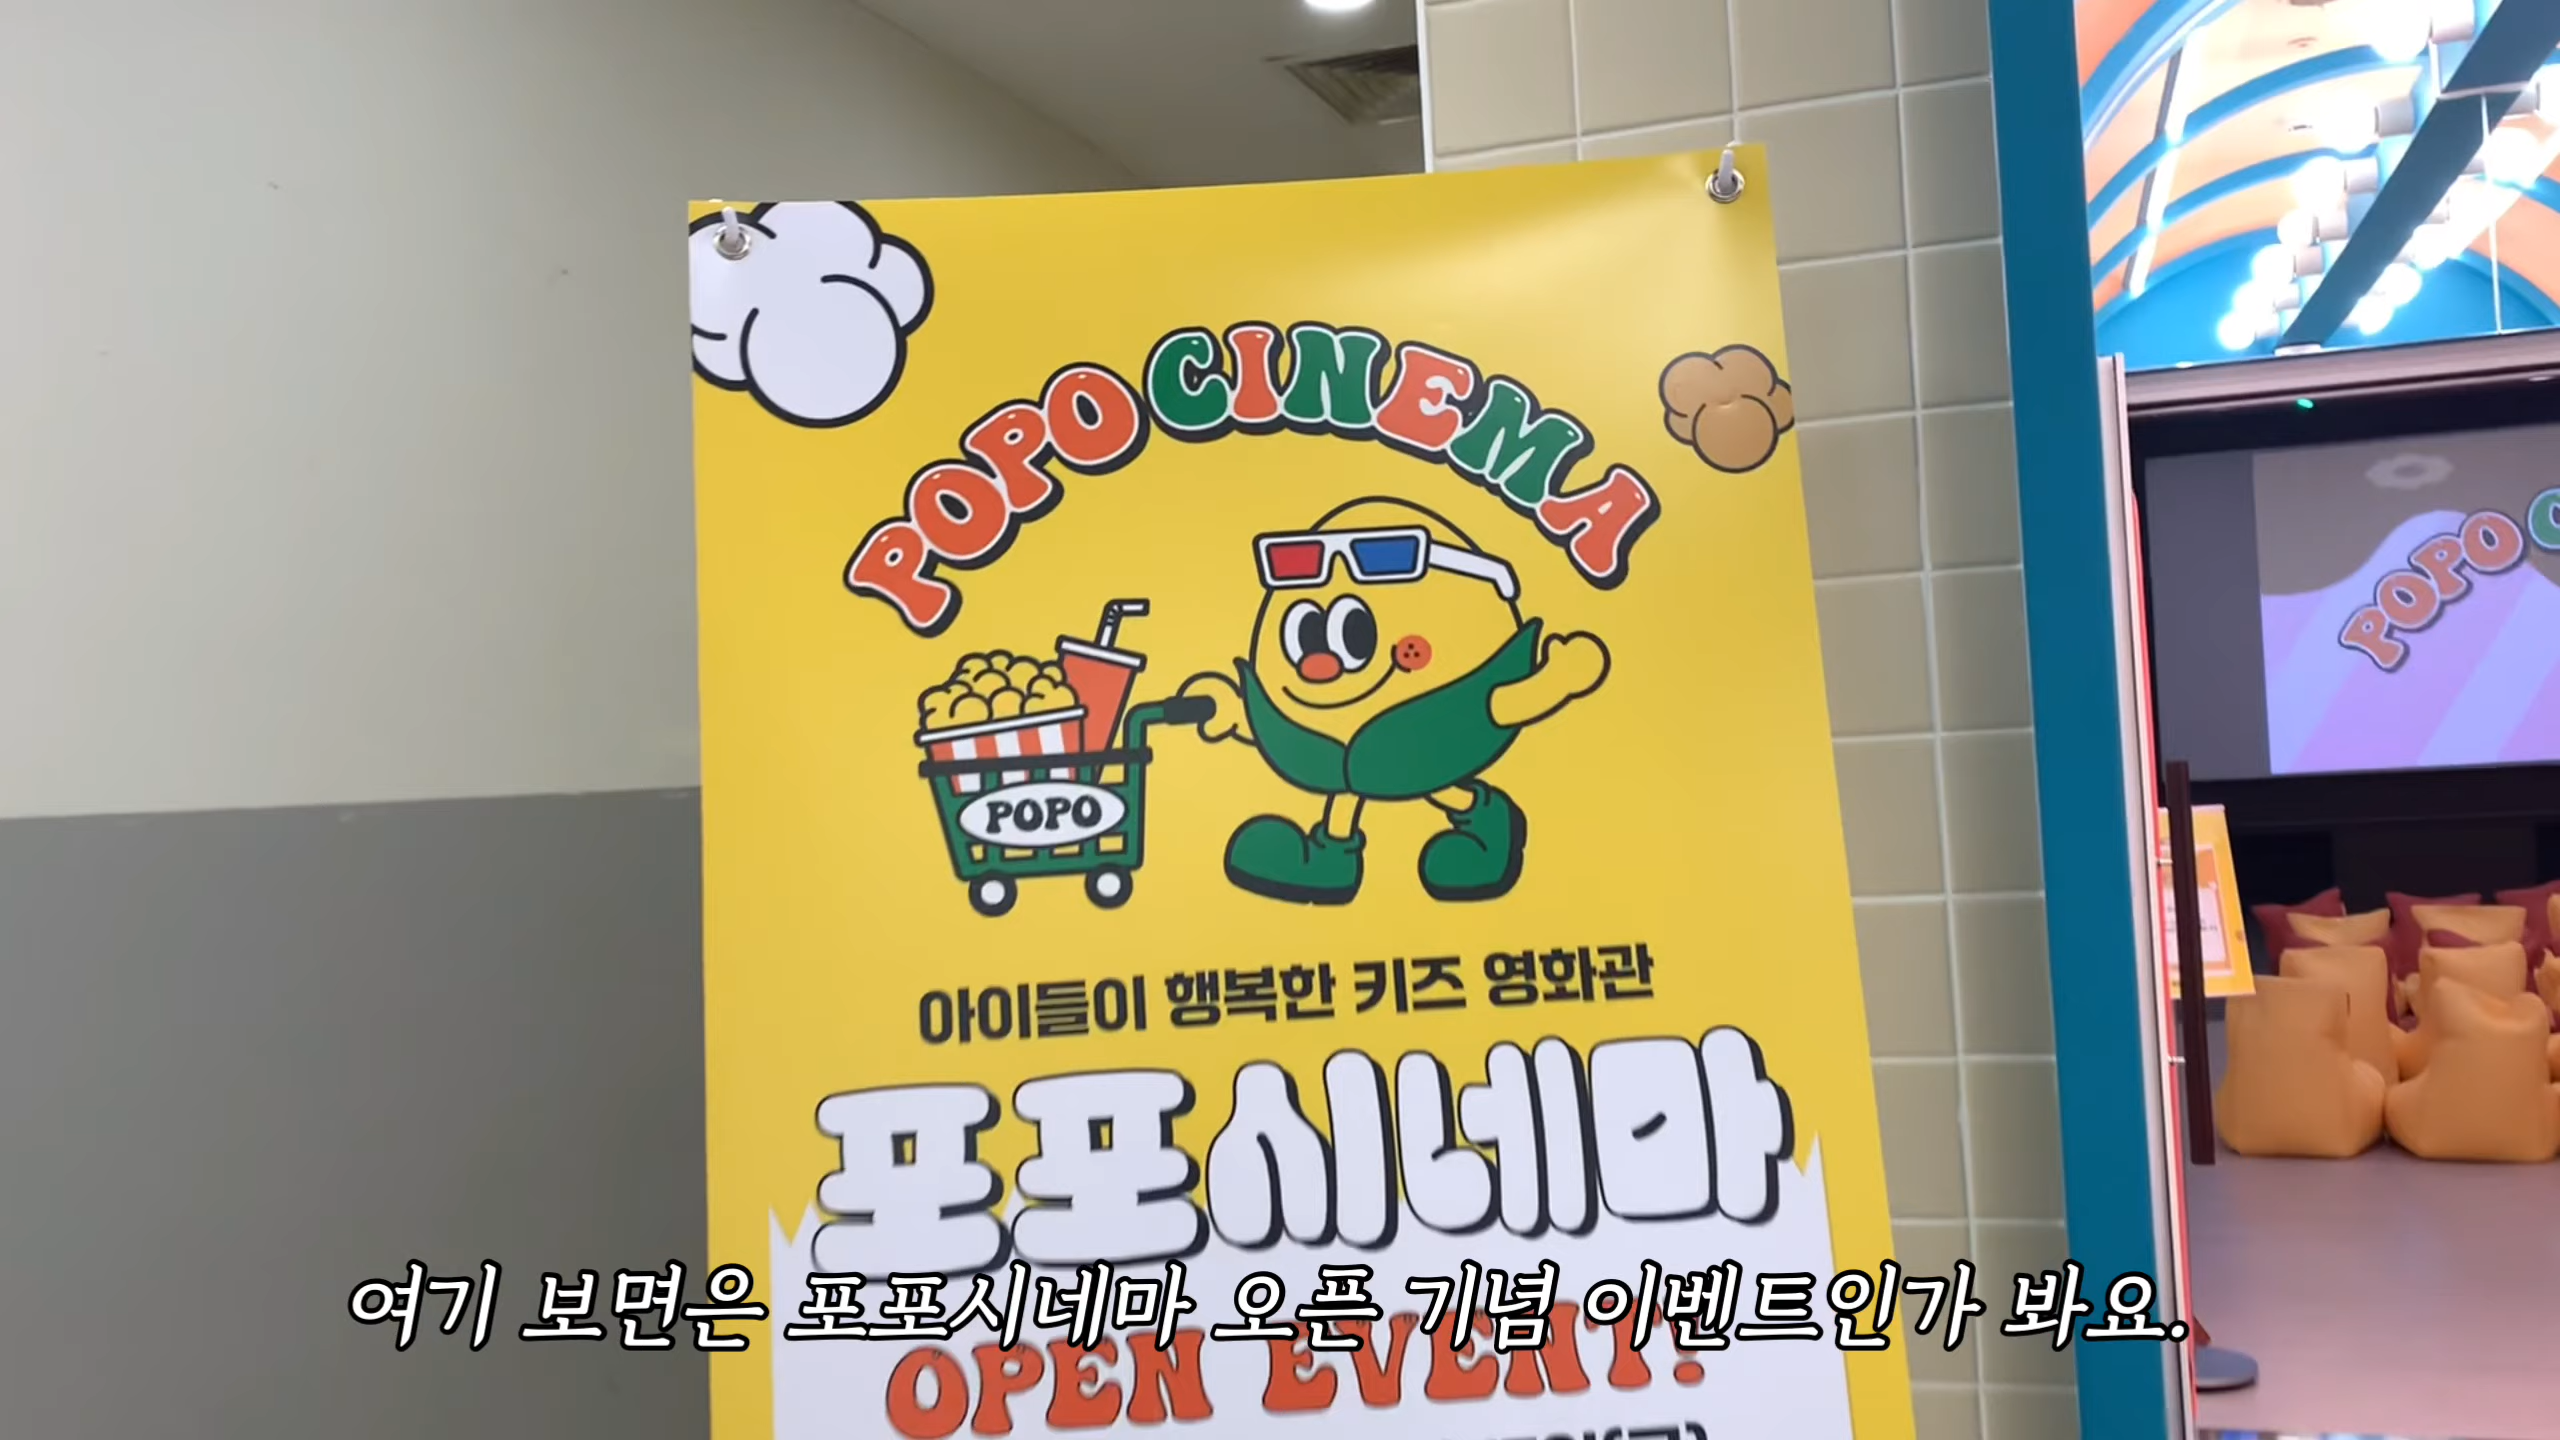 POPO CINEMA
POPO
아이들이 행복한 키즈 영화관
포포시네마
여기 보면은 포포시네마 오픈 기념 이벤트인가 봐요.
OPEN EVENT!
POPO C